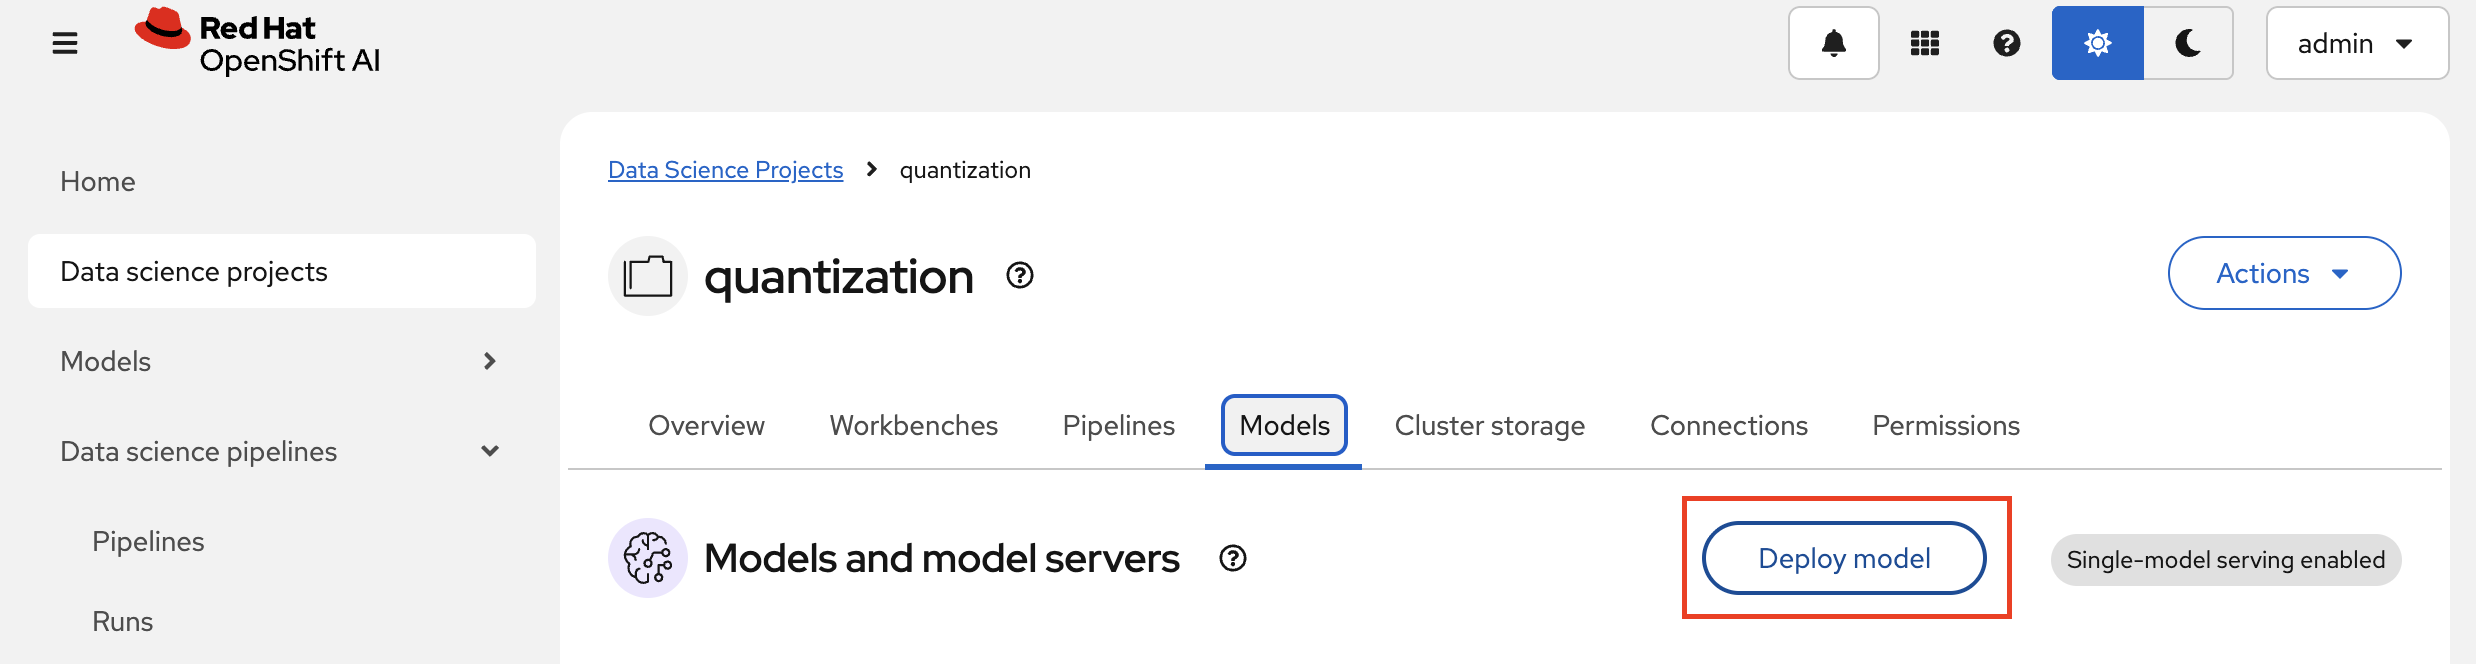 Red Hat
OpenShift AI
admin
Home
Data science projects
Models
Data science pipelines
Pipelines
Runs
Data Science Projects > quantization
quantization
Actions
Overview Workbenches Pipelines Models Cluster storage Connections Permissions
Models and model servers
Deploy model
Single-model serving enabled